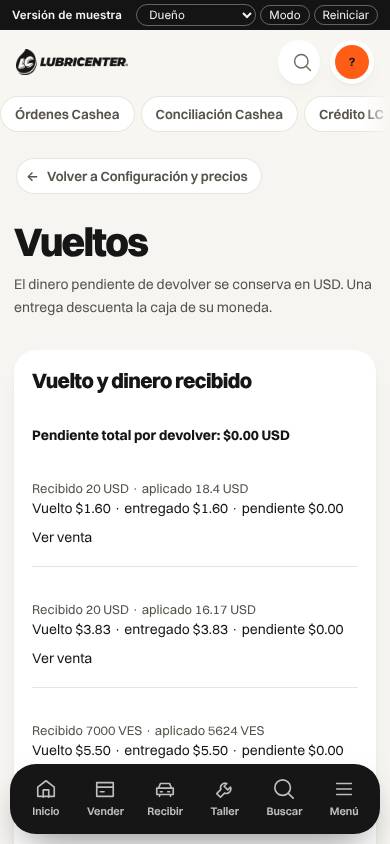 Versión de muestra Dueño Modo Reiniciar
LUBRICENTER. ?
Órdenes Cashea Conciliación Cashea Crédito LC
← Volver a Configuración y precios
Vueltos
El dinero pendiente de devolver se conserva en USD. Una
entrega descuenta la caja de su moneda.
Vuelto y dinero recibido
Pendiente total por devolver: $0.00 USD
Recibido 20 USD · aplicado 18.4 USD
Vuelto $1.60 · entregado $1.60 · pendiente $0.00
Ver venta
Recibido 20 USD · aplicado 16.17 USD
Vuelto $3.83 · entregado $3.83 · pendiente $0.00
Ver venta
Recibido 7000 VES · aplicado 5624 VES
Vuelto $5.50 · entregado $5.50 · pendiente $0.00
Inicio Vender Recibir Taller Buscar Menú